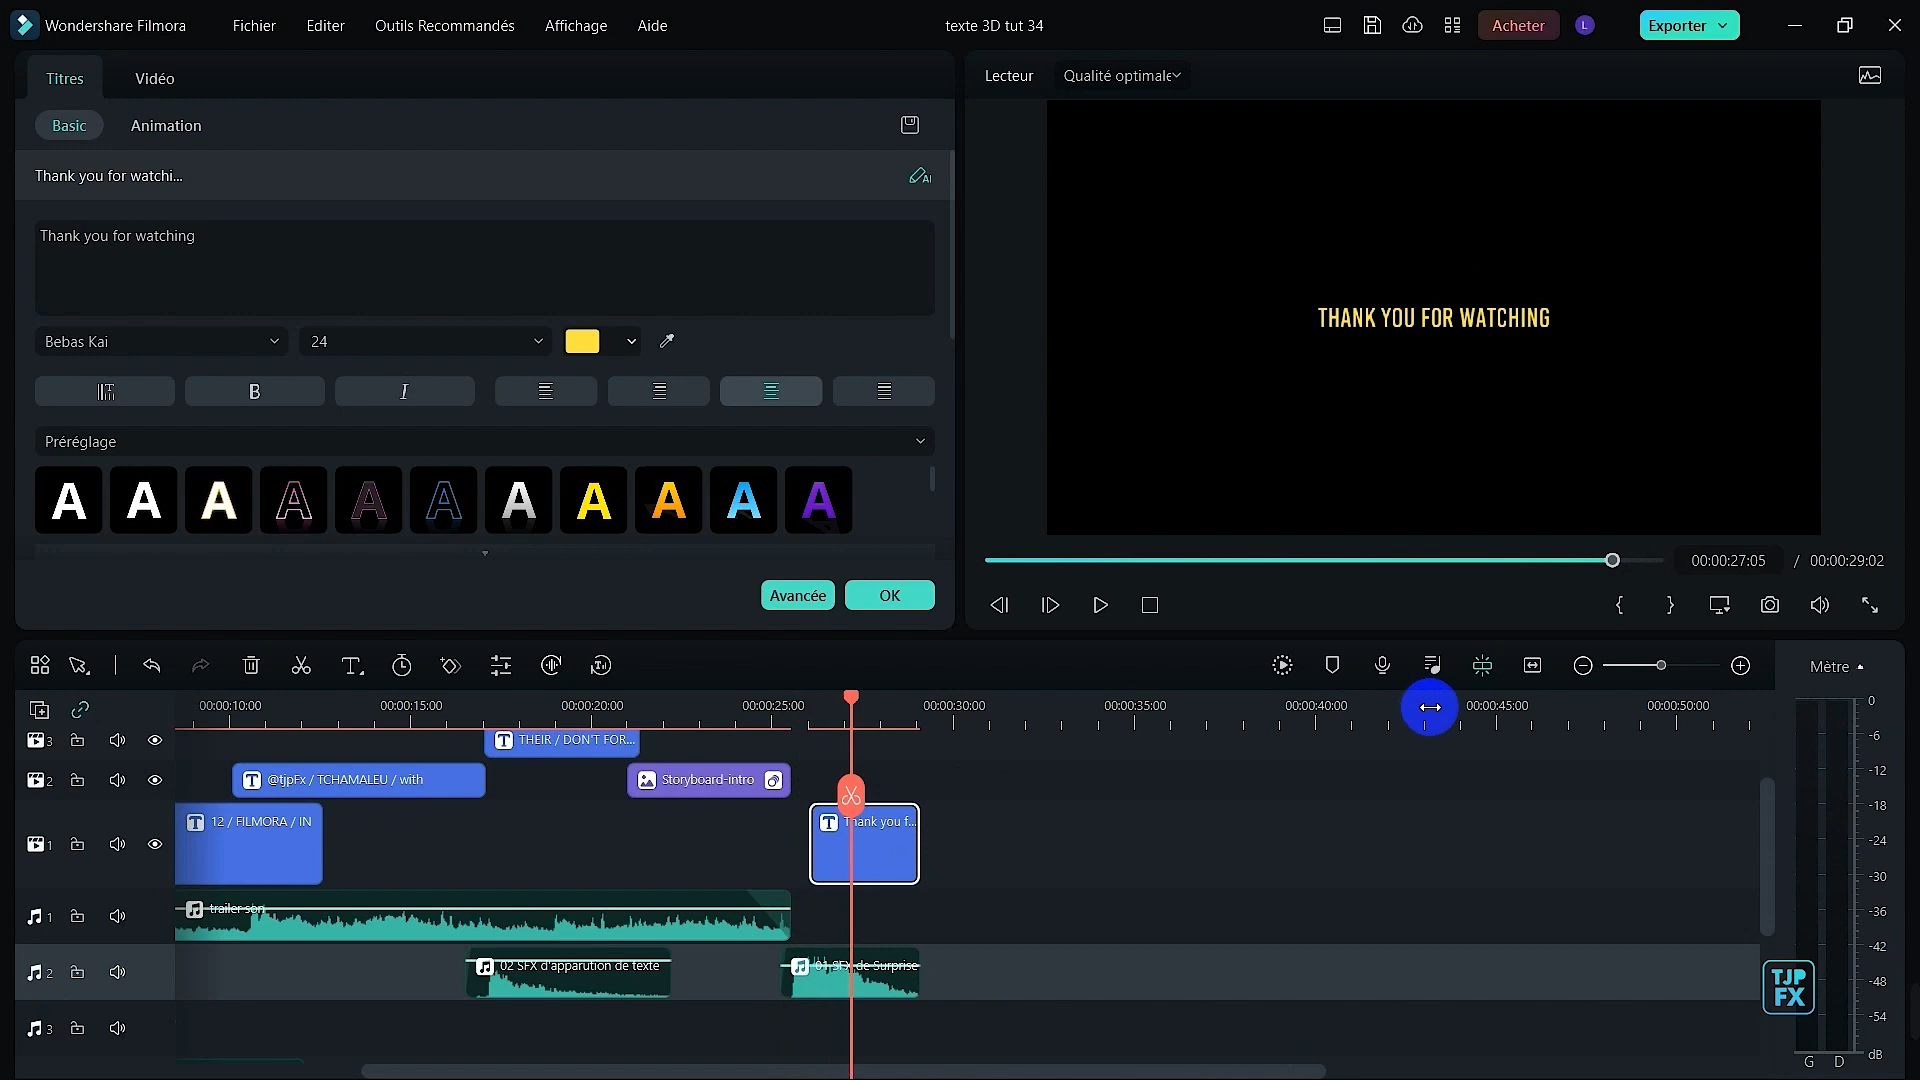 Wondershare Filmora
Fichier
Editer
Outils Recommandés
Affichage
Aide
texte 3D tut 34
Acheter
L
Exporter
Titres
Vidéo
Lecteur
Qualité optimale
Basic
Animation
Thank you for watchi...
AI
Thank you for watching
THANK YOU FOR WATCHING
Bebas Kai
24
B
I
Préréglage
A A A A A A A A A A A
Avancée
OK
00:00:27:05 / 00:00:29:02
Mètre
00:00:10:00
00:00:15:00
00:00:20:00
00:00:25:00
00:00:30:00
00:00:35:00
00:00:40:00
00:00:45:00
00:00:50:00
3
T THEIR / DON'T FOR...
2
T @tjpFx / TCHAMALEU / with
Storyboard-intro
1
T 12 / FILMORA / IN
T Thank you f...
1
trailer son
2
02 SFX d'apparution de texte
01 SFX de Surprise
3
0
-6
-12
-18
-24
-30
-36
-42
-48
-54
dB
G D
TJP
FX